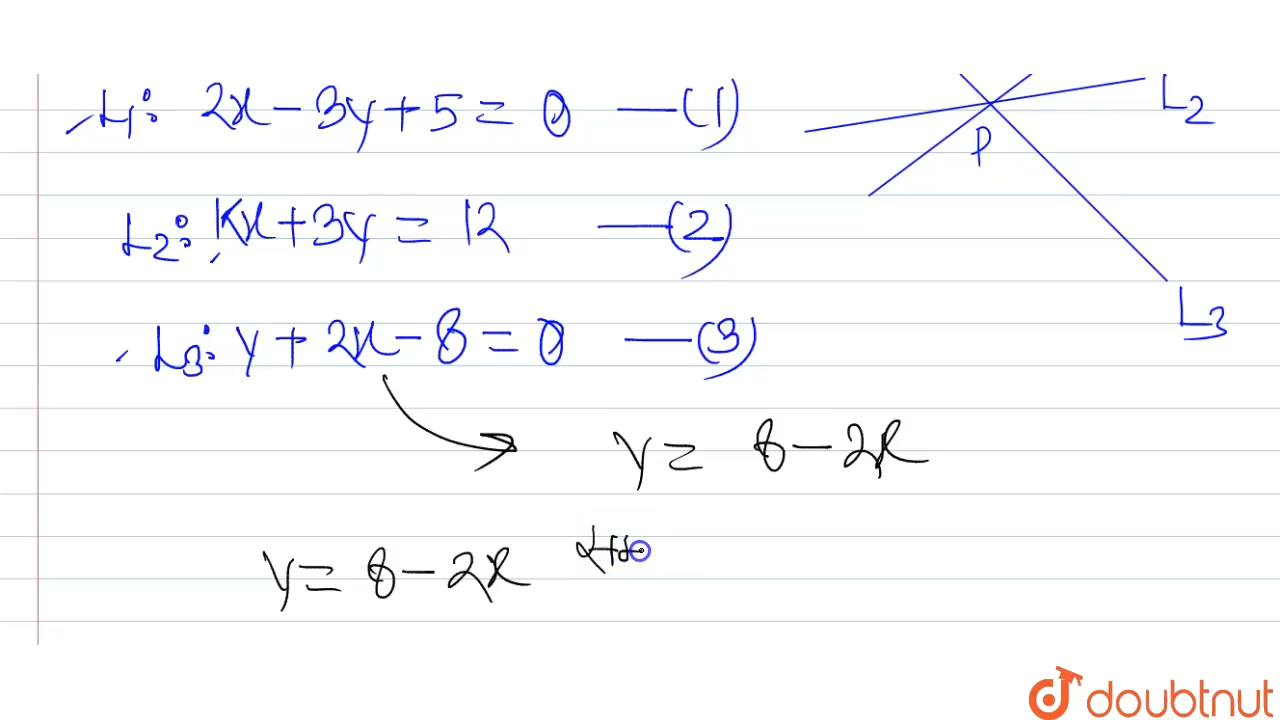 L1: 2x - 3y + 5 = 0 —(1)
L2
P
L2: Kx + 3y = 12 —(2)
L3
L3: y + 2x - 8 = 0 —(3)
y = 8 - 2x
y = 8 - 2x
doubtnut